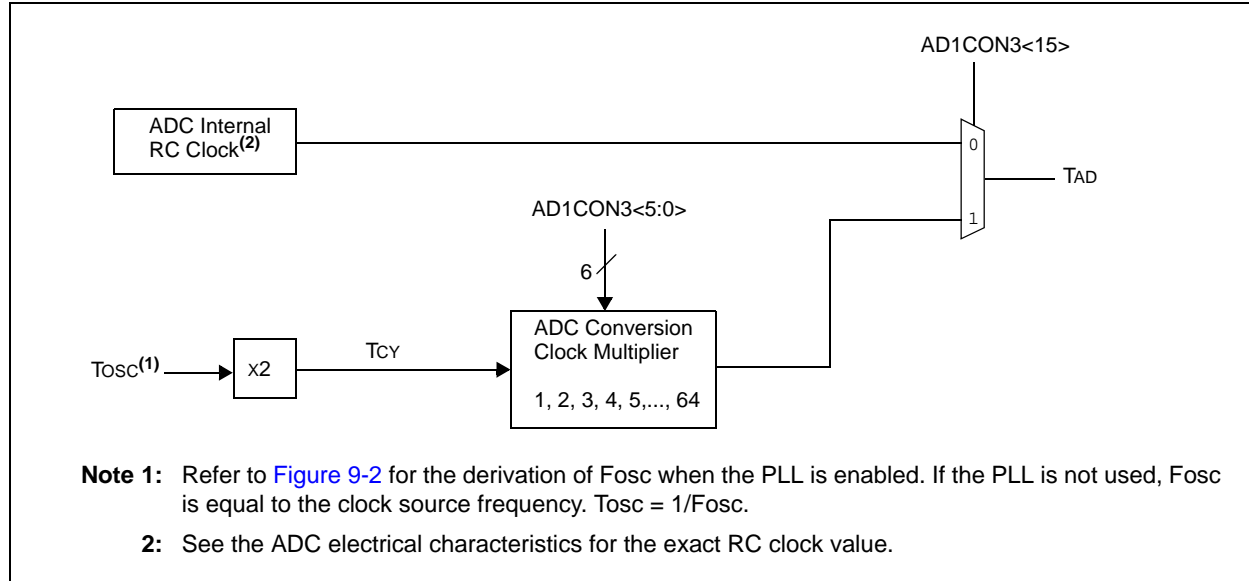 AD1CON3<15>
ADC Internal
RC Clock(2)
0
TAD
AD1CON3<5:0>
1
6
ADC Conversion
Clock Multiplier
TOSC(1)
X2
TCY
1, 2, 3, 4, 5,..., 64
Note 1: Refer to Figure 9-2 for the derivation of Fosc when the PLL is enabled. If the PLL is not used, Fosc
is equal to the clock source frequency. Tosc = 1/Fosc.
2: See the ADC electrical characteristics for the exact RC clock value.